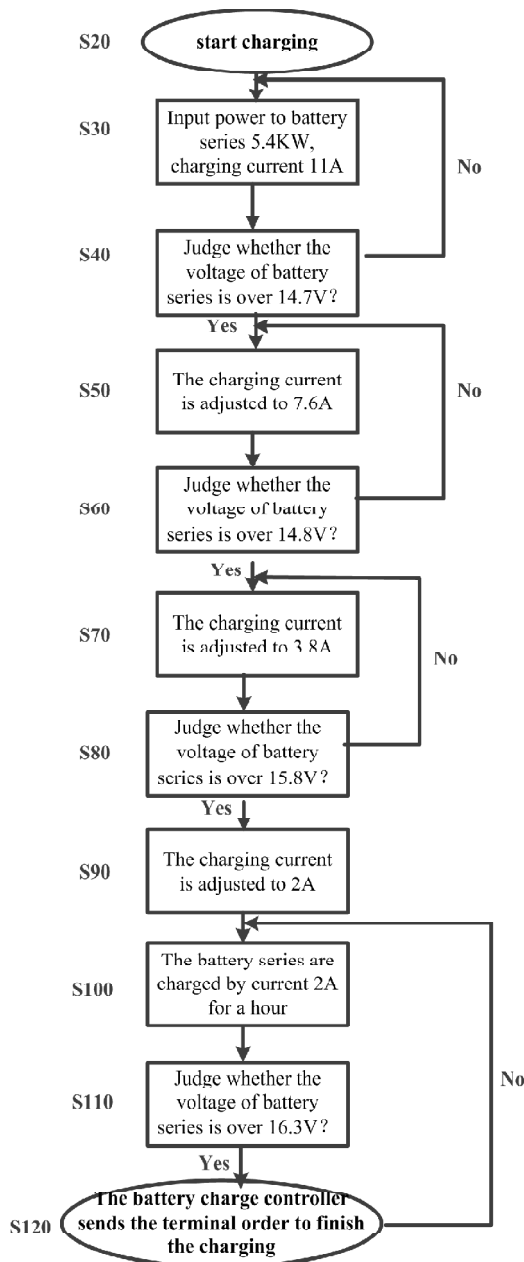 S20
start charging
S30
Input power to battery
series 5.4KW,
charging current 11A
No
S40
Judge whether the
voltage of battery
series is over 14.7V?
Yes
S50
The charging current
is adjusted to 7.6A
No
S60
Judge whether the
voltage of battery
series is over 14.8V?
Yes
S70
The charging current
is adjusted to 3.8A
No
S80
Judge whether the
voltage of battery
series is over 15.8V?
Yes
S90
The charging current
is adjusted to 2A
S100
The battery series are
charged by current 2A
for a hour
No
S110
Judge whether the
voltage of battery
series is over 16.3V?
Yes
S120
The battery charge controller
sends the terminal order to finish
the charging